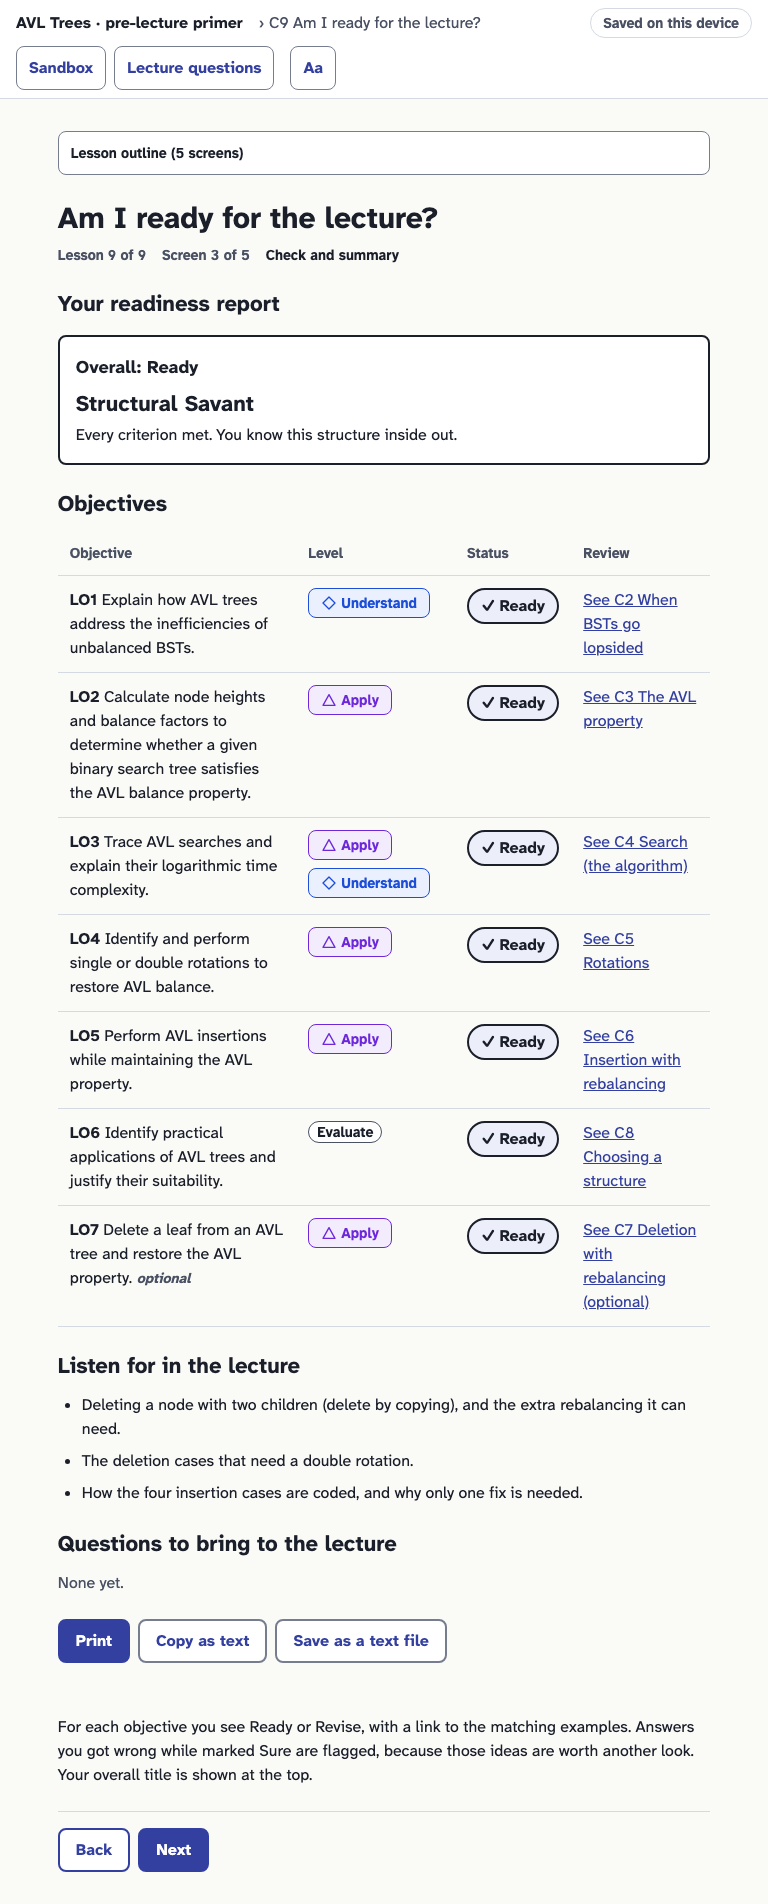 AVL Trees · pre-lecture primer › C9 Am I ready for the lecture? Saved on this device
Sandbox Lecture questions Aa
Lesson outline (5 screens)
Am I ready for the lecture?
Lesson 9 of 9 Screen 3 of 5 Check and summary
Your readiness report
Overall: Ready
Structural Savant
Every criterion met. You know this structure inside out.
Objectives
Objective Level Status Review
LO1 Explain how AVL trees
address the inefficiencies of
unbalanced BSTs.
◇ Understand
✓ Ready
See C2 When
BSTs go
lopsided
LO2 Calculate node heights
and balance factors to
determine whether a given
binary search tree satisfies
the AVL balance property.
△ Apply
✓ Ready
See C3 The AVL
property
LO3 Trace AVL searches and
explain their logarithmic time
complexity.
△ Apply
◇ Understand
✓ Ready
See C4 Search
(the algorithm)
LO4 Identify and perform
single or double rotations to
restore AVL balance.
△ Apply
✓ Ready
See C5
Rotations
LO5 Perform AVL insertions
while maintaining the AVL
property.
△ Apply
✓ Ready
See C6
Insertion with
rebalancing
LO6 Identify practical
applications of AVL trees and
justify their suitability.
Evaluate
✓ Ready
See C8
Choosing a
structure
LO7 Delete a leaf from an AVL
tree and restore the AVL
property. optional
△ Apply
✓ Ready
See C7 Deletion
with
rebalancing
(optional)
Listen for in the lecture
• Deleting a node with two children (delete by copying), and the extra rebalancing it can
need.
• The deletion cases that need a double rotation.
• How the four insertion cases are coded, and why only one fix is needed.
Questions to bring to the lecture
None yet.
Print Copy as text Save as a text file
For each objective you see Ready or Revise, with a link to the matching examples. Answers
you got wrong while marked Sure are flagged, because those ideas are worth another look.
Your overall title is shown at the top.
Back Next